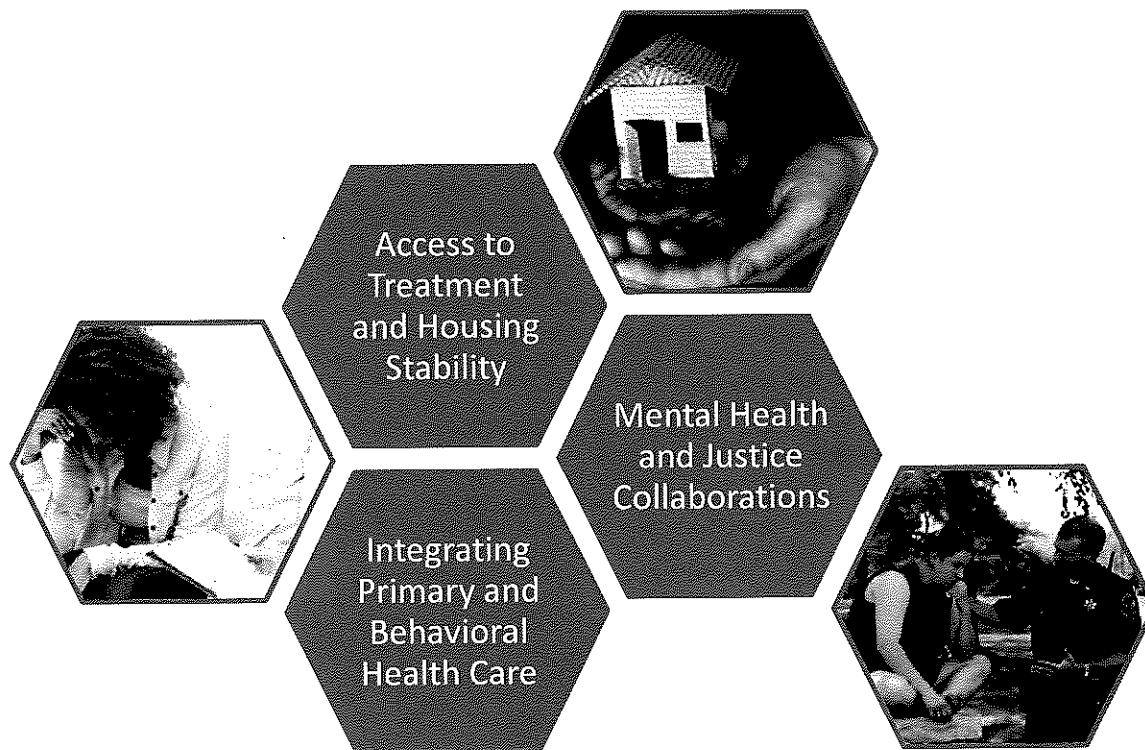 Access to
Treatment
and Housing
Stability
Mental Health
and Justice
Collaborations
Integrating
Primary and
Behavioral
Health Care